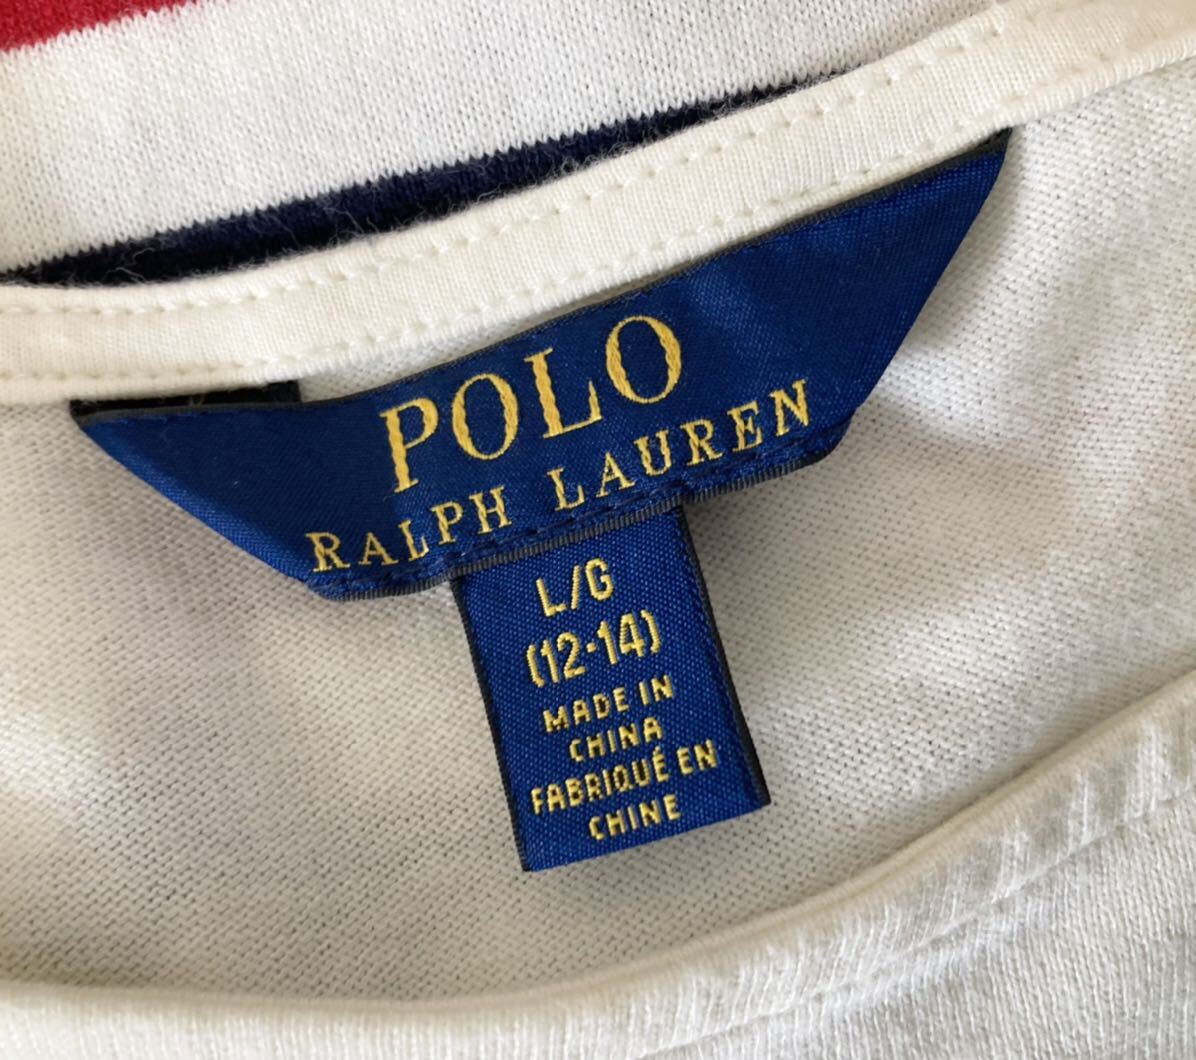 POLO
RALPH LAUREN
L/G
(12-14)
MADE IN
CHINA
FABRIQUÉ EN
CHINE